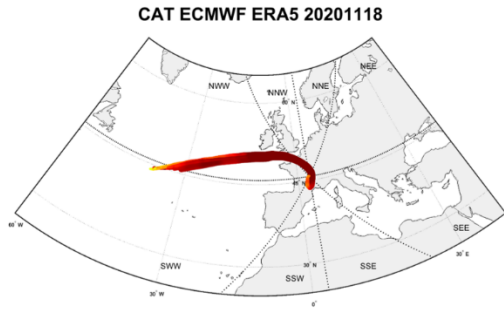 CAT ECMWF ERA5 20201118
NEE
NWW
NNW
NNE
60° N
45° N
60° W
SEE
30° E
30° N
SWW
SSW
SSE
30° W
0°